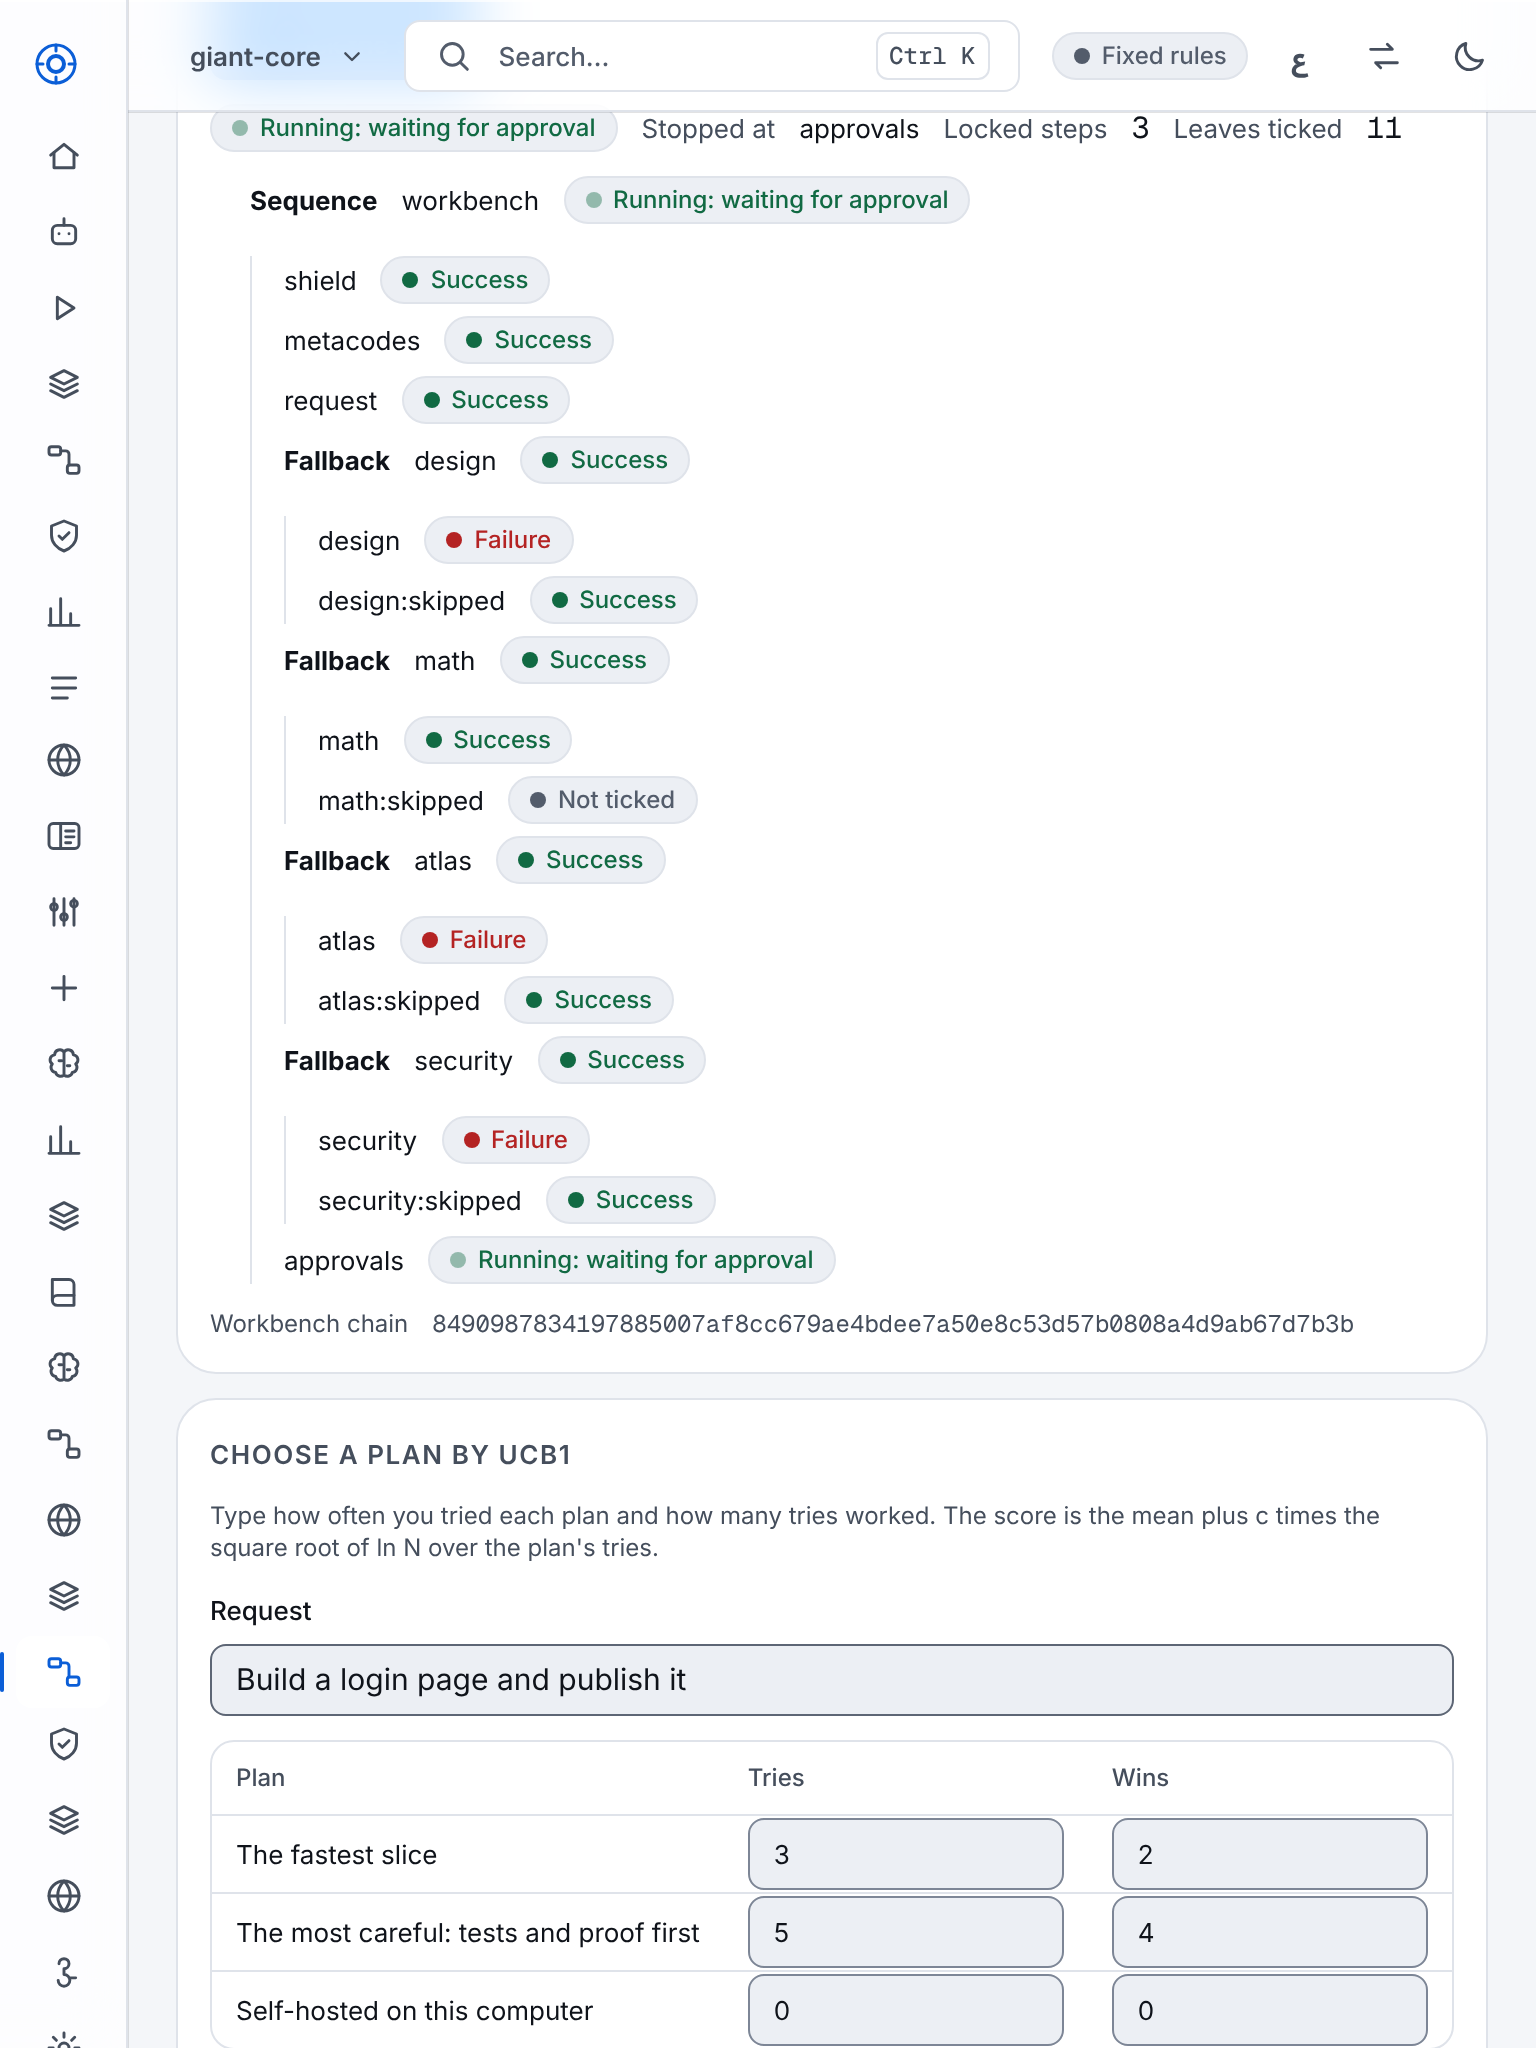 giant-core Search... Ctrl K Fixed rules ع
Running: waiting for approval Stopped at approvals Locked steps 3 Leaves ticked 11
Sequence workbench Running: waiting for approval
shield Success
metacodes Success
request Success
Fallback design Success
design Failure
design:skipped Success
Fallback math Success
math Success
math:skipped Not ticked
Fallback atlas Success
atlas Failure
atlas:skipped Success
Fallback security Success
security Failure
security:skipped Success
approvals Running: waiting for approval
Workbench chain 8490987834197885007af8cc679ae4bdee7a50e8c53d57b0808a4d9ab67d7b3b
CHOOSE A PLAN BY UCB1
Type how often you tried each plan and how many tries worked. The score is the mean plus c times the
square root of ln N over the plan's tries.
Request
Build a login page and publish it
Plan Tries Wins
The fastest slice 3 2
The most careful: tests and proof first 5 4
Self-hosted on this computer 0 0